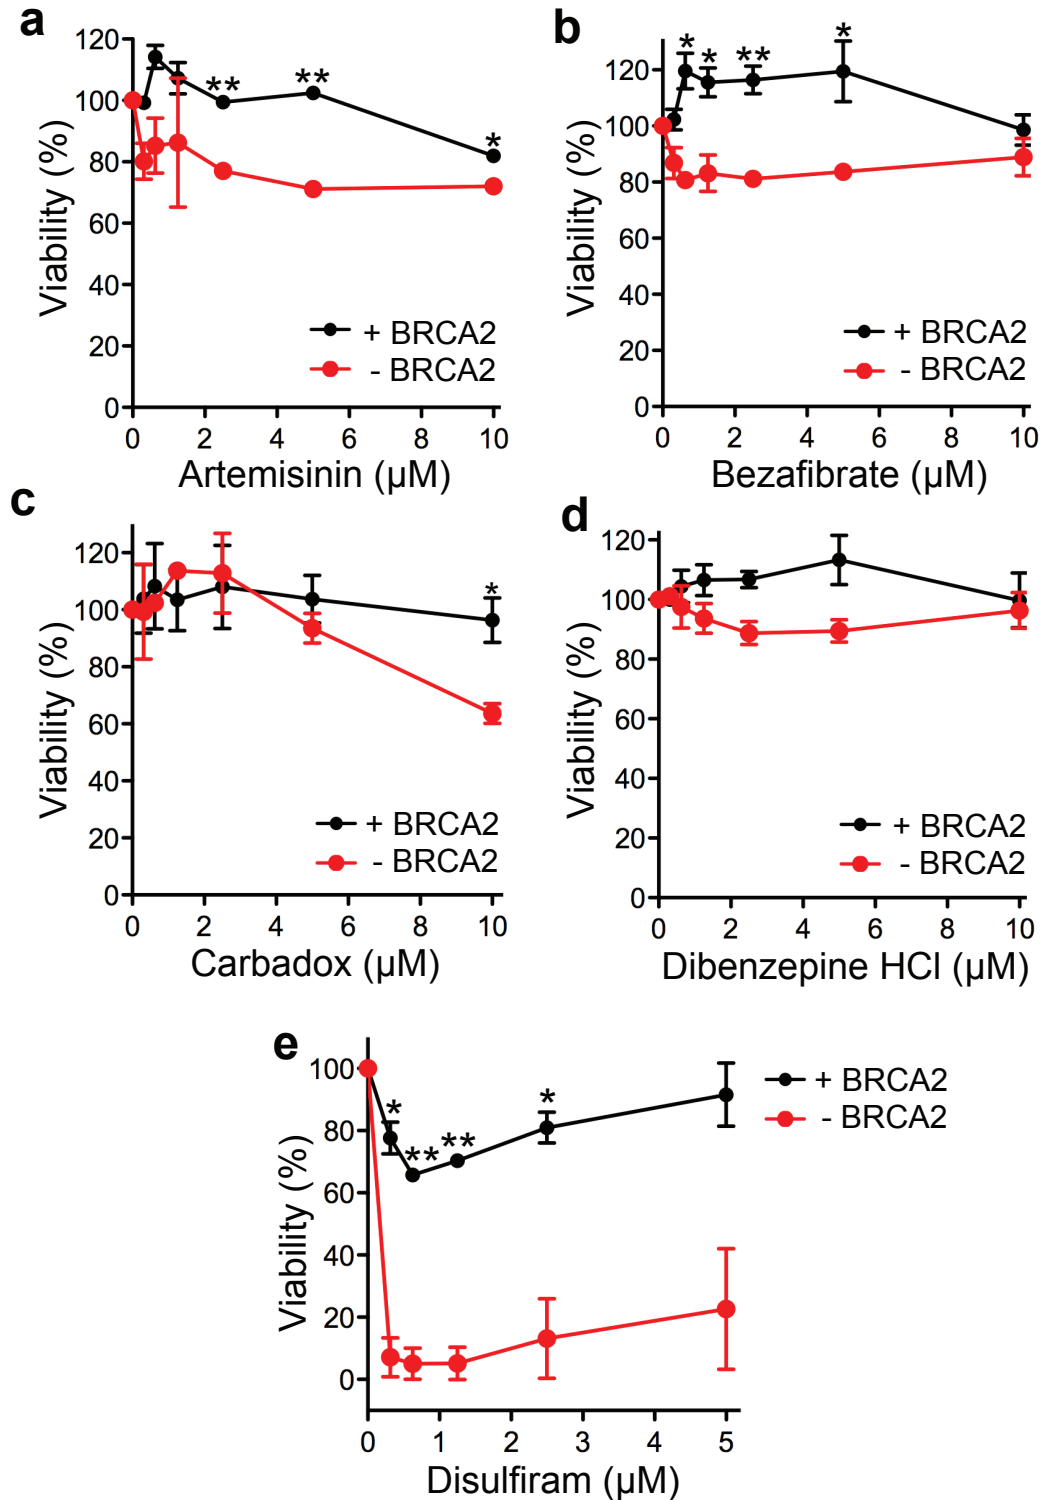 a
120
100
80
60
40
20
0
Viability (%)
** ** *
+ BRCA2
- BRCA2
0 2 4 6 8 10
Artemisinin (µM)
b
120
100
80
60
40
20
0
Viability (%)
* * ** *
+ BRCA2
- BRCA2
0 2 4 6 8 10
Bezafibrate (µM)
c
120
100
80
60
40
20
0
Viability (%)
*
+ BRCA2
- BRCA2
0 2 4 6 8 10
Carbadox (µM)
d
120
100
80
60
40
20
0
Viability (%)
+ BRCA2
- BRCA2
0 2 4 6 8 10
Dibenzepine HCl (µM)
e
100
80
60
40
20
0
Viability (%)
* ** ** *
+ BRCA2
- BRCA2
0 1 2 3 4 5
Disulfiram (µM)